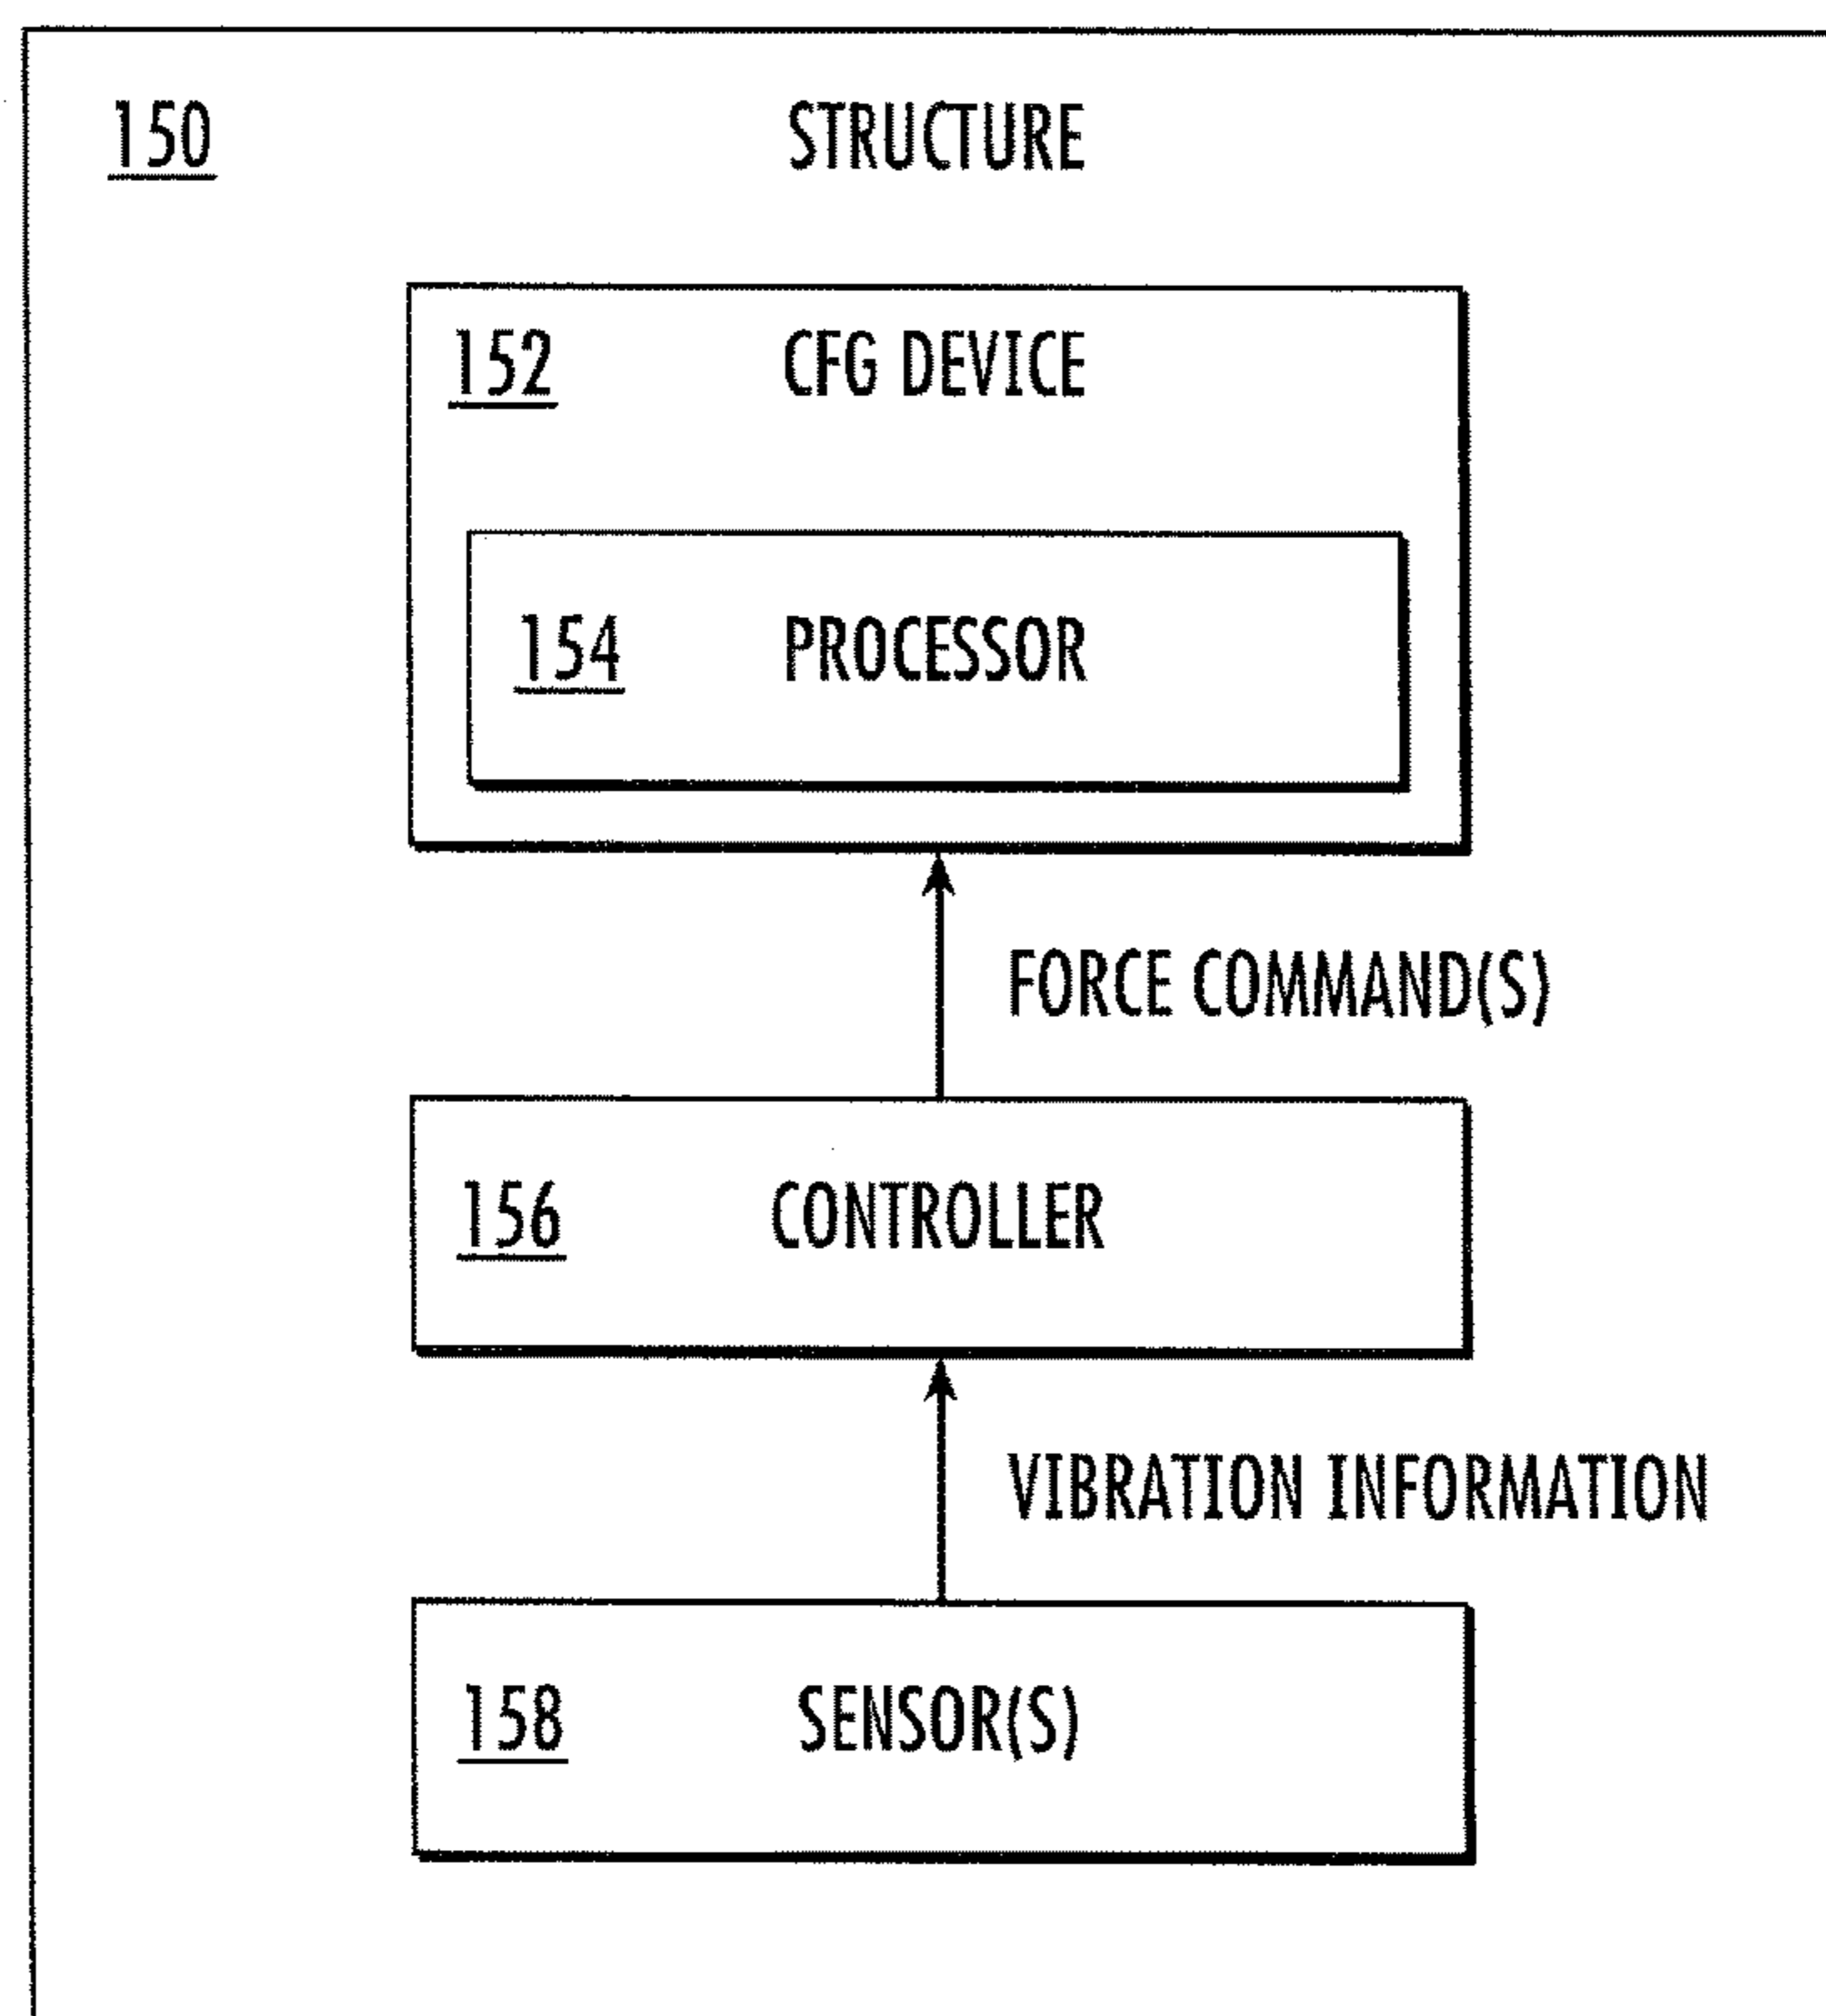 150 STRUCTURE
152 CFG DEVICE
154 PROCESSOR
FORCE COMMAND(S)
156 CONTROLLER
VIBRATION INFORMATION
158 SENSOR(S)